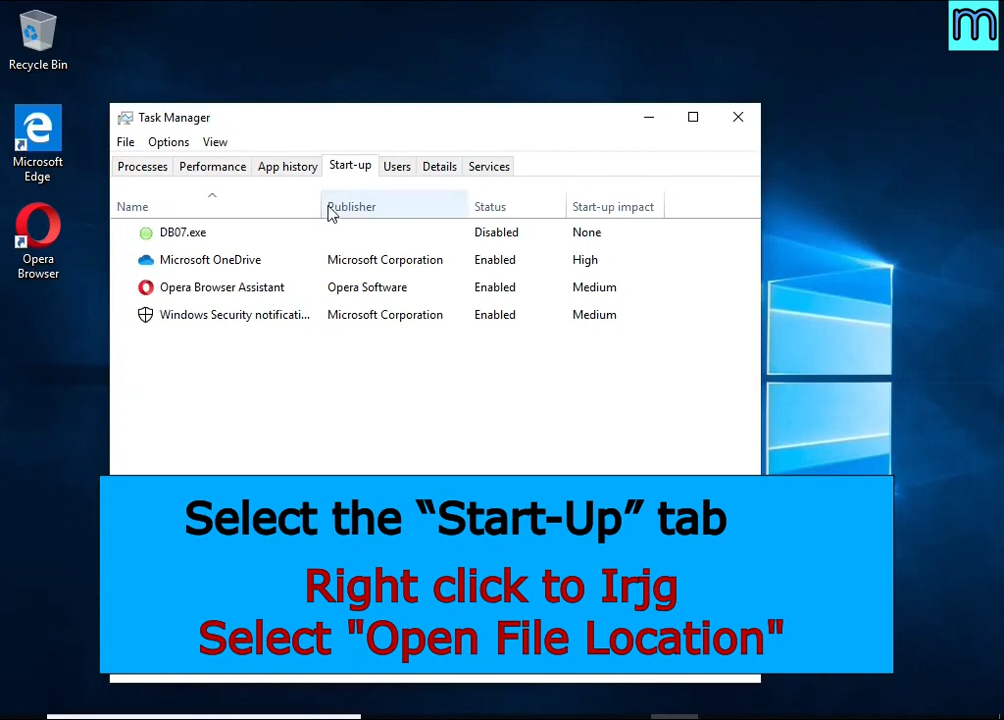 m
Recycle Bin
Microsoft
Edge
Opera
Browser
Task Manager
File Options View
Processes Performance App history Start-up Users Details Services
Name Publisher Status Start-up impact
DB07.exe Disabled None
Microsoft OneDrive Microsoft Corporation Enabled High
Opera Browser Assistant Opera Software Enabled Medium
Windows Security notificati... Microsoft Corporation Enabled Medium
Select the “Start-Up” tab
Right click to Irjg
Select "Open File Location"